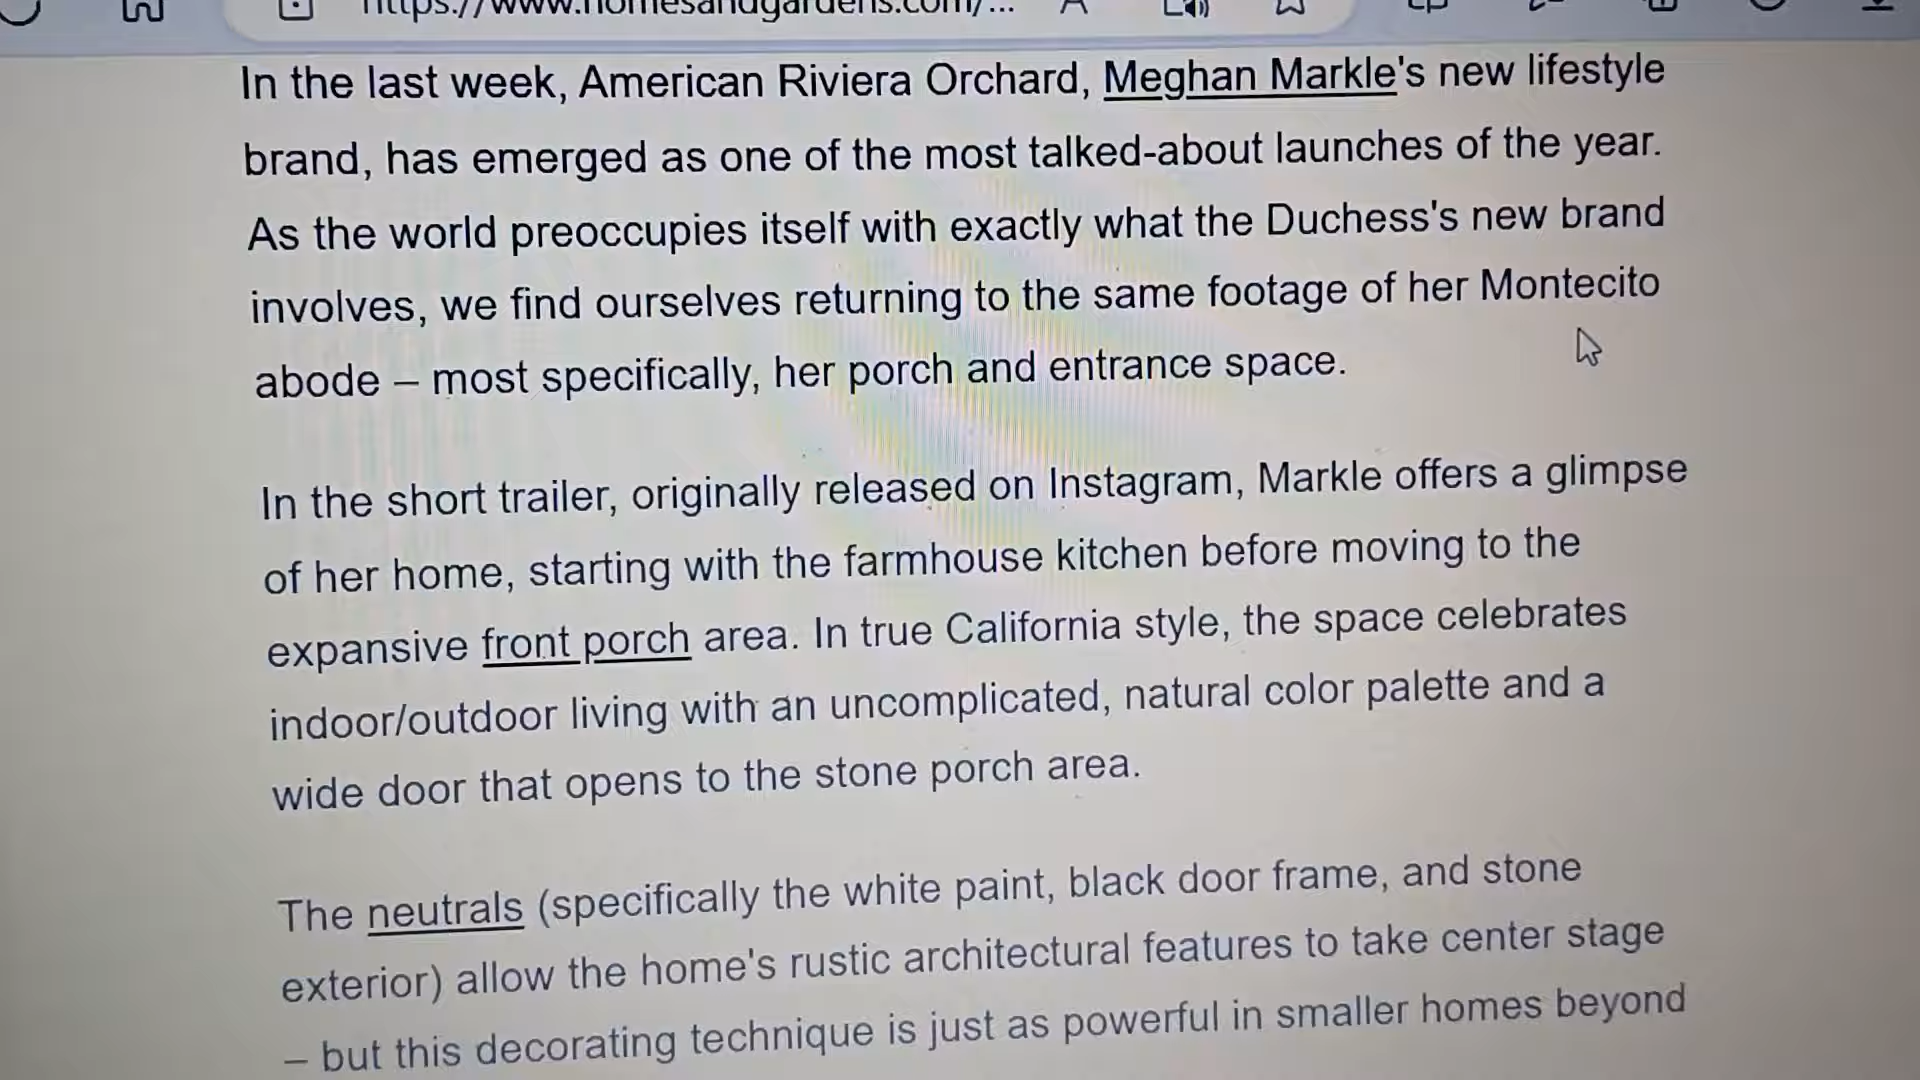 https://www.homesandgardens.com/...
In the last week, American Riviera Orchard, Meghan Markle's new lifestyle
brand, has emerged as one of the most talked-about launches of the year.
As the world preoccupies itself with exactly what the Duchess's new brand
involves, we find ourselves returning to the same footage of her Montecito
abode – most specifically, her porch and entrance space.
In the short trailer, originally released on Instagram, Markle offers a glimpse
of her home, starting with the farmhouse kitchen before moving to the
expansive front porch area. In true California style, the space celebrates
indoor/outdoor living with an uncomplicated, natural color palette and a
wide door that opens to the stone porch area.
The neutrals (specifically the white paint, black door frame, and stone
exterior) allow the home's rustic architectural features to take center stage
– but this decorating technique is just as powerful in smaller homes beyond